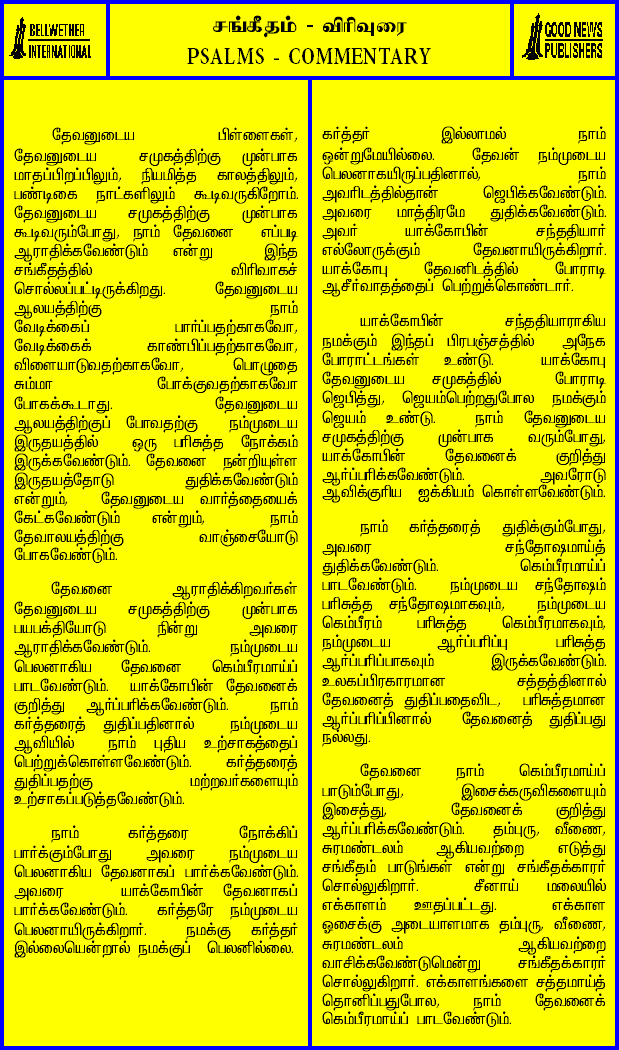 BELLWETHER
INTERNATIONAL
சங்கீதம் - விரிவுரை
PSALMS - COMMENTARY
GOOD NEWS
PUBLISHERS
தேவனுடைய பிள்ளைகள்,
தேவனுடைய சமுகத்திற்கு முன்பாக
மாதப்பிறப்பிலும், நியமித்த காலத்திலும்,
பண்டிகை நாட்களிலும் கூடிவருகிறோம்.
தேவனுடைய சமுகத்திற்கு முன்பாக
கூடிவரும்போது, நாம் தேவனை எப்படி
ஆராதிக்கவேண்டும் என்று இந்த
சங்கீதத்தில் விரிவாகச்
சொல்லப்பட்டிருக்கிறது. தேவனுடைய
ஆலயத்திற்கு நாம்
வேடிக்கைப் பார்ப்பதற்காகவோ,
வேடிக்கைக் காண்பிப்பதற்காகவோ,
விளையாடுவதற்காகவோ, பொழுதை
சும்மா போக்குவதற்காகவோ
போகக்கூடாது. தேவனுடைய
ஆலயத்திற்குப் போவதற்கு நம்முடைய
இருதயத்தில் ஒரு பரிசுத்த நோக்கம்
இருக்கவேண்டும். தேவனை நன்றியுள்ள
இருதயத்தோடு துதிக்கவேண்டும்
என்றும், தேவனுடைய வார்த்தையைக்
கேட்கவேண்டும் என்றும், நாம்
தேவாலயத்திற்கு வாஞ்சையோடு
போகவேண்டும்.
தேவனை ஆராதிக்கிறவர்கள்
தேவனுடைய சமுகத்திற்கு முன்பாக
பயபக்தியோடு நின்று அவரை
ஆராதிக்கவேண்டும். நம்முடைய
பெலனாகிய தேவனை கெம்பீரமாய்ப்
பாடவேண்டும். யாக்கோபின் தேவனைக்
குறித்து ஆர்ப்பரிக்கவேண்டும். நாம்
கர்த்தரைத் துதிப்பதினால் நம்முடைய
ஆவியில் நாம் புதிய உற்சாகத்தைப்
பெற்றுக்கொள்ளவேண்டும். கர்த்தரைத்
துதிப்பதற்கு மற்றவர்களையும்
உற்சாகப்படுத்தவேண்டும்.
நாம் கர்த்தரை நோக்கிப்
பார்க்கும்போது அவரை நம்முடைய
பெலனாகிய தேவனாகப் பார்க்கவேண்டும்.
அவரை யாக்கோபின் தேவனாகப்
பார்க்கவேண்டும். கர்த்தரே நம்முடைய
பெலனாயிருக்கிறார். நமக்கு கர்த்தர்
இல்லையென்றால் நமக்குப் பெலனில்லை.
கர்த்தர் இல்லாமல் நாம்
ஒன்றுமேயில்லை. தேவன் நம்முடைய
பெலனாகயிருப்பதினால், நாம்
அவரிடத்தில்தான் ஜெபிக்கவேண்டும்.
அவரை மாத்திரமே துதிக்கவேண்டும்.
அவர் யாக்கோபின் சந்ததியார்
எல்லோருக்கும் தேவனாயிருக்கிறார்.
யாக்கோபு தேவனிடத்தில் போராடி
ஆசீர்வாதத்தைப் பெற்றுக்கொண்டார்.
யாக்கோபின் சந்ததியாராகிய
நமக்கும் இந்தப் பிரபஞ்சத்தில் அநேக
போராட்டங்கள் உண்டு. யாக்கோபு
தேவனுடைய சமுகத்தில் போராடி
ஜெபித்து, ஜெயம்பெற்றதுபோல நமக்கும்
ஜெயம் உண்டு. நாம் தேவனுடைய
சமுகத்திற்கு முன்பாக வரும்போது,
யாக்கோபின் தேவனைக் குறித்து
ஆர்ப்பரிக்கவேண்டும். அவரோடு
ஆவிக்குரிய ஐக்கியம் கொள்ளவேண்டும்.
நாம் கர்த்தரைத் துதிக்கும்போது,
அவரை சந்தோஷமாய்த்
துதிக்கவேண்டும். கெம்பீரமாய்ப்
பாடவேண்டும். நம்முடைய சந்தோஷம்
பரிசுத்த சந்தோஷமாகவும், நம்முடைய
கெம்பீரம் பரிசுத்த கெம்பீரமாகவும்,
நம்முடைய ஆர்ப்பரிப்பு பரிசுத்த
ஆர்ப்பரிப்பாகவும் இருக்கவேண்டும்.
உலகப்பிரகாரமான சத்தத்தினால்
தேவனைத் துதிப்பதைவிட, பரிசுத்தமான
ஆர்ப்பரிப்பினால் தேவனைத் துதிப்பது
நல்லது.
தேவனை நாம் கெம்பீரமாய்ப்
பாடும்போது, இசைக்கருவிகளையும்
இசைத்து, தேவனைக் குறித்து
ஆர்ப்பரிக்கவேண்டும். தம்புரு, வீணை,
சுரமண்டலம் ஆகியவற்றை எடுத்து
சங்கீதம் பாடுங்கள் என்று சங்கீதக்காரர்
சொல்லுகிறார். சீனாய் மலையில்
எக்காளம் ஊதப்பட்டது. எக்காள
ஓசைக்கு அடையாளமாக தம்புரு, வீணை,
சுரமண்டலம் ஆகியவற்றை
வாசிக்கவேண்டுமென்று சங்கீதக்காரர்
சொல்லுகிறார். எக்காளங்களை சத்தமாய்த்
தொனிப்பதுபோல, நாம் தேவனைக்
கெம்பீரமாய்ப் பாடவேண்டும்.